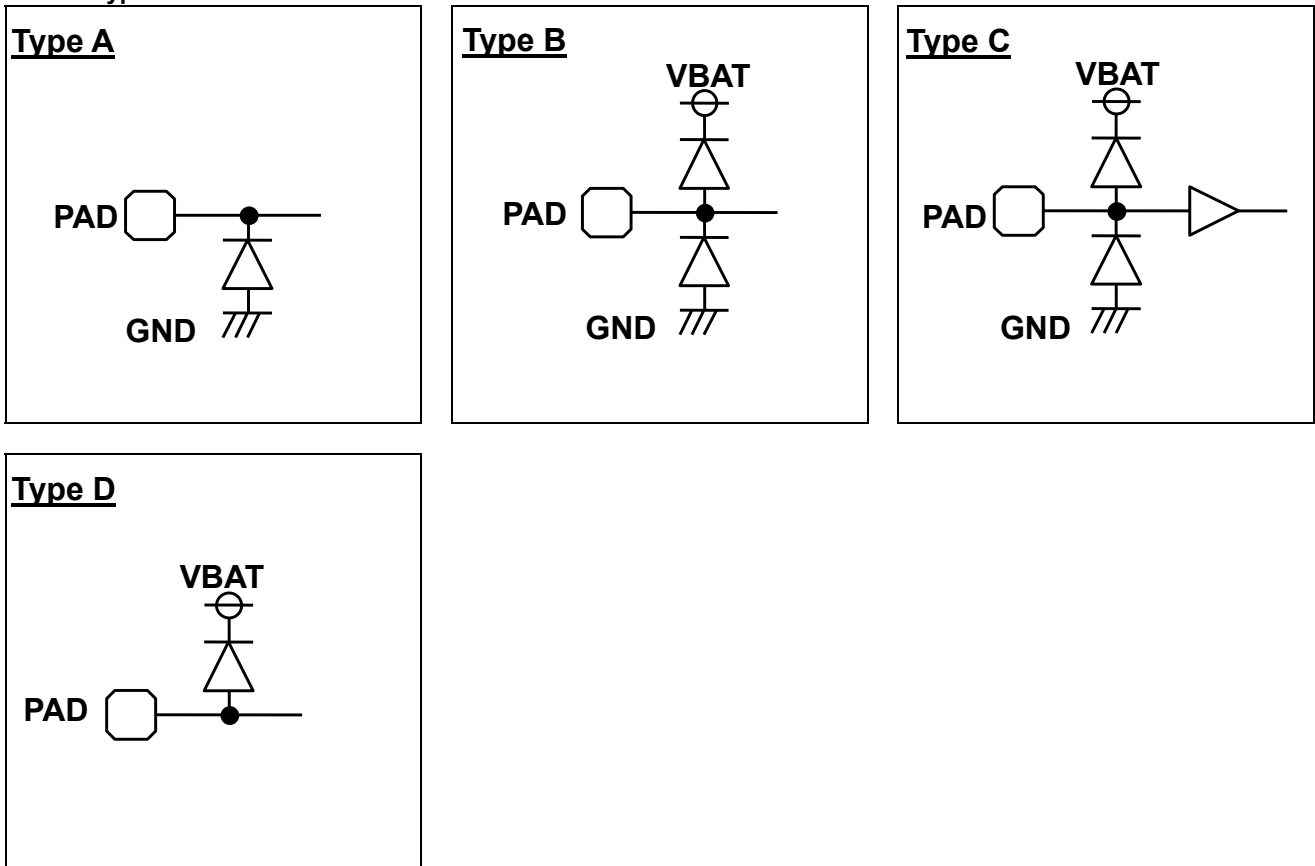 Type A
PAD
GND
Type B
VBAT
PAD
GND
Type C
VBAT
PAD
GND
Type D
VBAT
PAD